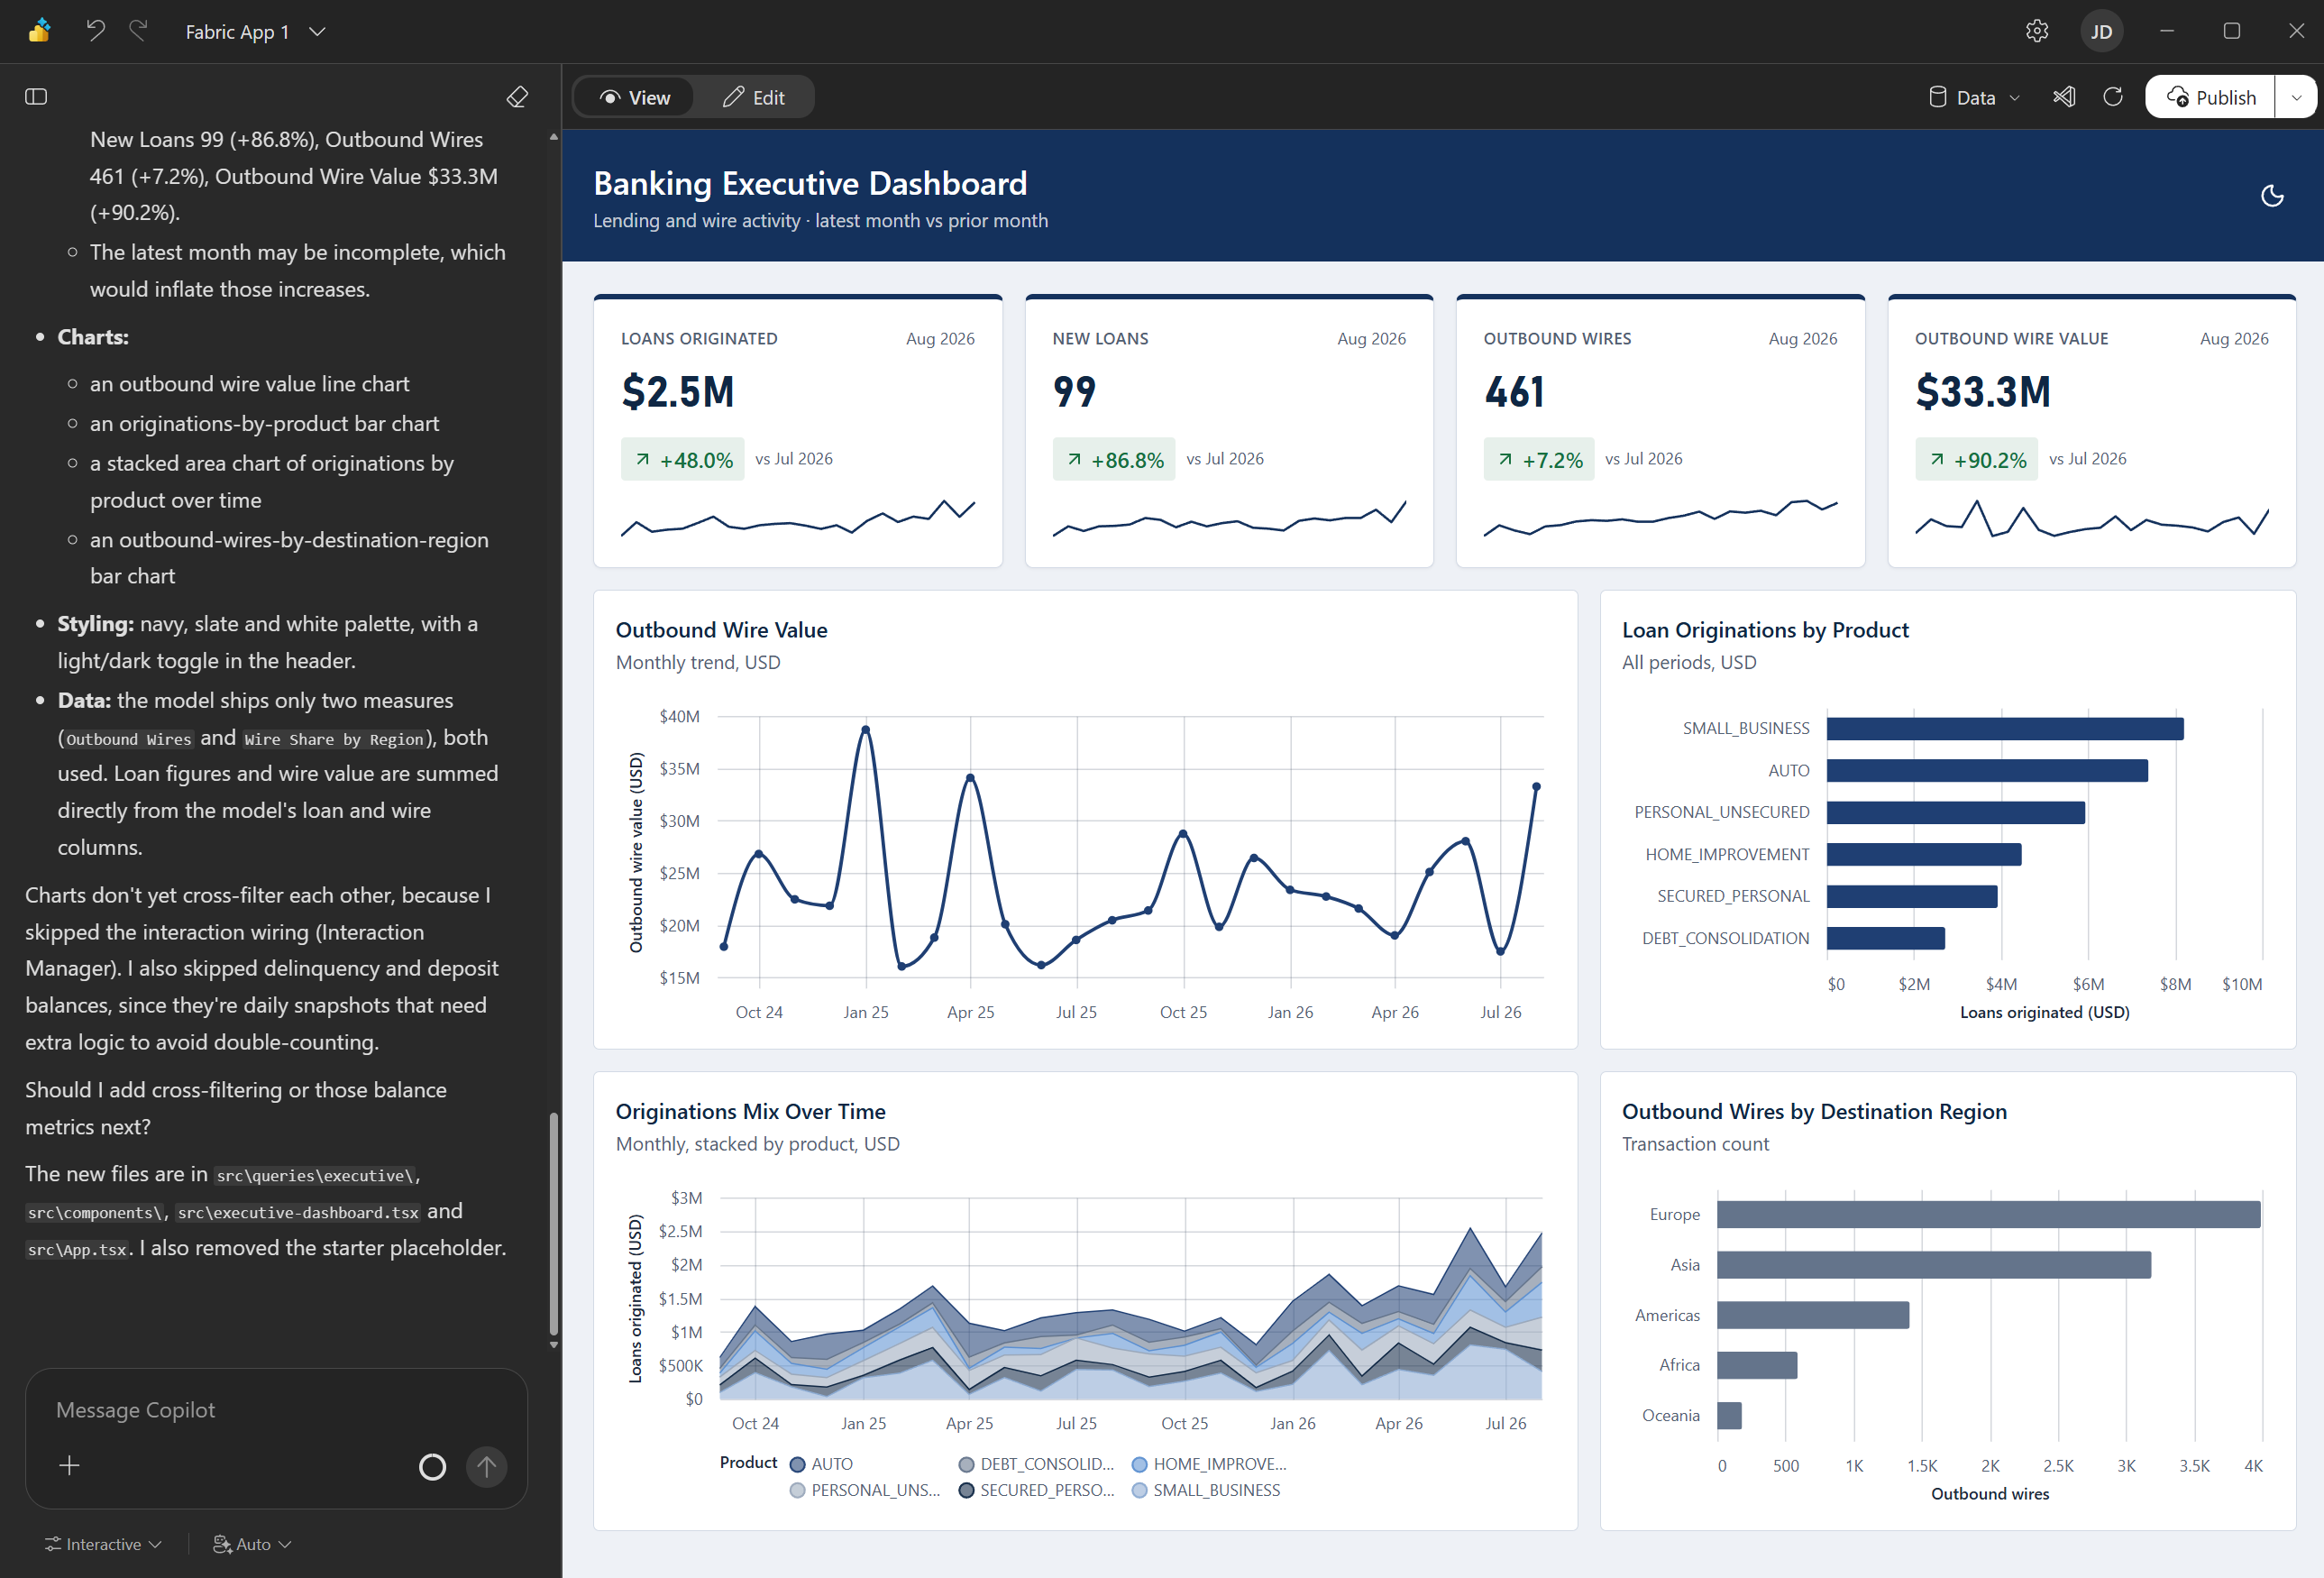 Fabric App 1
JD
New Loans 99 (+86.8%), Outbound Wires
461 (+7.2%), Outbound Wire Value $33.3M
(+90.2%).
The latest month may be incomplete, which
would inflate those increases.
Charts:
an outbound wire value line chart
an originations-by-product bar chart
a stacked area chart of originations by
product over time
an outbound-wires-by-destination-region
bar chart
Styling: navy, slate and white palette, with a
light/dark toggle in the header.
Data: the model ships only two measures
(Outbound Wires and Wire Share by Region), both
used. Loan figures and wire value are summed
directly from the model's loan and wire
columns.
Charts don't yet cross-filter each other, because I
skipped the interaction wiring (Interaction
Manager). I also skipped delinquency and deposit
balances, since they're daily snapshots that need
extra logic to avoid double-counting.
Should I add cross-filtering or those balance
metrics next?
The new files are in src\queries\executive\,
src\components\, src\executive-dashboard.tsx and
src\App.tsx. I also removed the starter placeholder.
Message Copilot
Interactive
Auto
View
Edit
Data
Publish
Banking Executive Dashboard
Lending and wire activity · latest month vs prior month
LOANS ORIGINATED Aug 2026
$2.5M
+48.0% vs Jul 2026
NEW LOANS Aug 2026
99
+86.8% vs Jul 2026
OUTBOUND WIRES Aug 2026
461
+7.2% vs Jul 2026
OUTBOUND WIRE VALUE Aug 2026
$33.3M
+90.2% vs Jul 2026
Outbound Wire Value
Monthly trend, USD
Outbound wire value (USD)
$40M
$35M
$30M
$25M
$20M
$15M
Oct 24 Jan 25 Apr 25 Jul 25 Oct 25 Jan 26 Apr 26 Jul 26
Loan Originations by Product
All periods, USD
SMALL_BUSINESS
AUTO
PERSONAL_UNSECURED
HOME_IMPROVEMENT
SECURED_PERSONAL
DEBT_CONSOLIDATION
$0 $2M $4M $6M $8M $10M
Loans originated (USD)
Originations Mix Over Time
Monthly, stacked by product, USD
Loans originated (USD)
$3M
$2.5M
$2M
$1.5M
$1M
$500K
$0
Oct 24 Jan 25 Apr 25 Jul 25 Oct 25 Jan 26 Apr 26 Jul 26
Product AUTO DEBT_CONSOLID... HOME_IMPROVE...
PERSONAL_UNS... SECURED_PERSO... SMALL_BUSINESS
Outbound Wires by Destination Region
Transaction count
Europe
Asia
Americas
Africa
Oceania
0 500 1K 1.5K 2K 2.5K 3K 3.5K 4K
Outbound wires